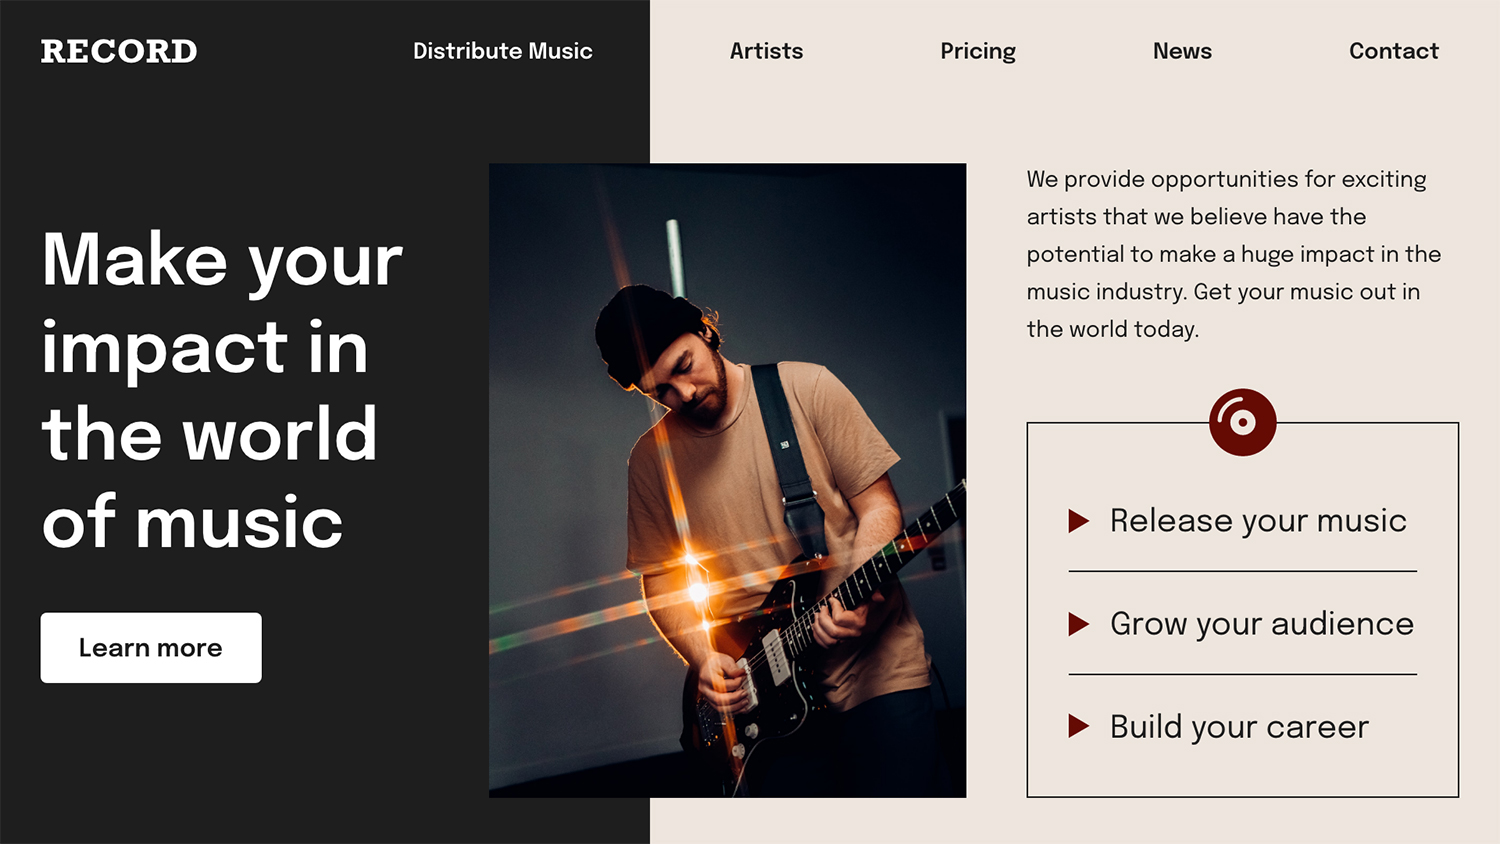 RECORD
Distribute Music
Artists
Pricing
News
Contact
Make your
impact in
the world
of music
Learn more
We provide opportunities for exciting
artists that we believe have the
potential to make a huge impact in the
music industry. Get your music out in
the world today.
Release your music
Grow your audience
Build your career